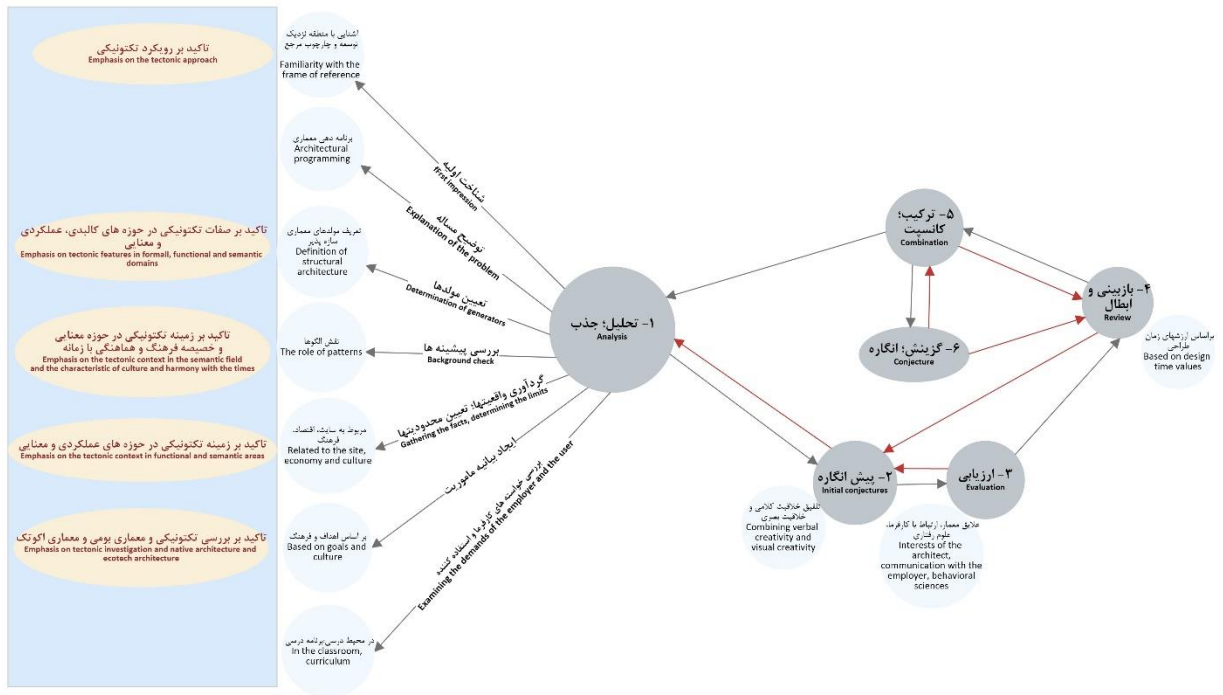 تاکید بر رویکرد تکتونیکی
Emphasis on the tectonic approach
تاکید بر صفات تکتونیکی در حوزه های کالبدی، عملکردی
و معنایی
Emphasis on tectonic features in formall, functional and semantic
domains
تاکید بر زمینه تکتونیکی در حوزه معنایی
و خصیصه فرهنگ و هماهنگی با زمانه
Emphasis on the tectonic context in the semantic field
and the characteristic of culture and harmony with the times
تاکید بر زمینه تکتونیکی در حوزه های عملکردی و معنایی
Emphasis on the tectonic context in functional and semantic areas
تاکید بر بررسی تکتونیکی و معماری بومی و معماری اکوتک
Emphasis on tectonic investigation and native architecture and
ecotech architecture
اشنایی با منطقه نزدیک
توسعه و چارچوب مرجع
Familiarity with the
frame of reference
برنامه دهی معماری
Architectural
programming
تعریف مولدهای معماری
سازه پذیر
Definition of
structural
architecture
نقش الگوها
The role of patterns
مربوط به سایت، اقتصاد،
فرهنگ
Related to the site,
economy and culture
بر اساس اهداف و فرهنگ
Based on goals and
culture
در محیط درسی-برنامه درسی
In the classroom,
curriculum
شناخت اولیه
fFrst impression
توضیح مساله
Explanation of the problem
تعیین مولدها
Determination of generators
بررسی پیشینه ها
Background check
گردآوری واقعیتها؛ تعیین محدودیتها
Gathering the facts, determining the limits
ایجاد بیانیه ماموریت
بررسی خواسته های کارفرما و استفاده کننده
Examining the demands of the employer and the user
۱- تحلیل؛ جذب
Analysis
۵- ترکیب؛
کانسپت
Combination
۴- بازبینی و
ابطال
Review
براساس ارزشهای زمان
طراحی
Based on design
time values
۶- گزینش؛ انگاره
Conjecture
۲- پیش انگاره
Initial conjectures
۳- ارزیابی
Evaluation
تلفیق خلاقیت کلامی و
خلاقیت بصری
Combining verbal
creativity and
visual creativity
علایق معمار، ارتباط با کارفرما،
علوم رفتاری
Interests of the
architect,
communication with the
employer, behavioral
sciences